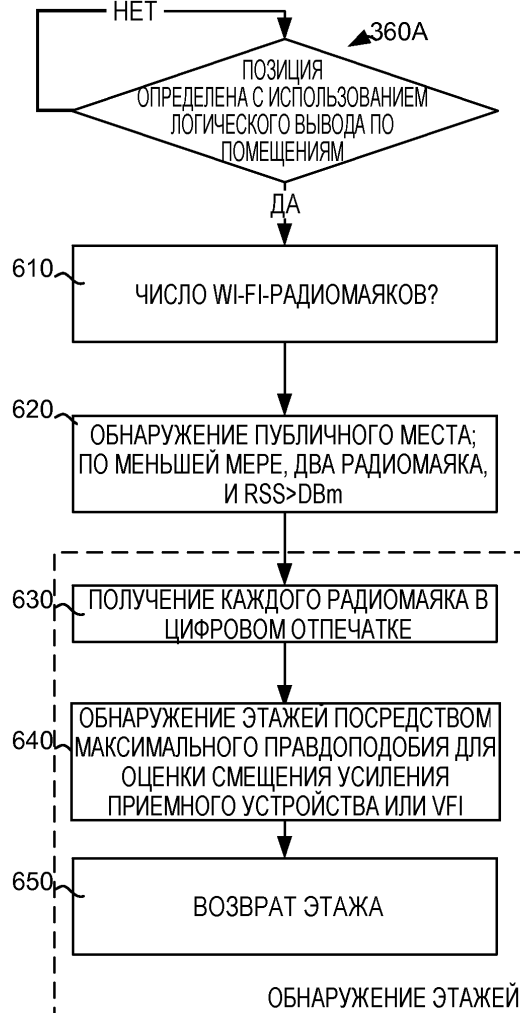 НЕТ
360A
ПОЗИЦИЯ
ОПРЕДЕЛЕНА С ИСПОЛЬЗОВАНИЕМ
ЛОГИЧЕСКОГО ВЫВОДА ПО
ПОМЕЩЕНИЯМ
ДА
610
ЧИСЛО WI-FI-РАДИОМАЯКОВ?
620
ОБНАРУЖЕНИЕ ПУБЛИЧНОГО МЕСТА;
ПО МЕНЬШЕЙ МЕРЕ, ДВА РАДИОМАЯКА,
И RSS>DBm
630
ПОЛУЧЕНИЕ КАЖДОГО РАДИОМАЯКА В
ЦИФРОВОМ ОТПЕЧАТКЕ
640
ОБНАРУЖЕНИЕ ЭТАЖЕЙ ПОСРЕДСТВОМ
МАКСИМАЛЬНОГО ПРАВДОПОДОБИЯ ДЛЯ
ОЦЕНКИ СМЕЩЕНИЯ УСИЛЕНИЯ
ПРИЕМНОГО УСТРОЙСТВА ИЛИ VFI
650
ВОЗВРАТ ЭТАЖА
ОБНАРУЖЕНИЕ ЭТАЖЕЙ